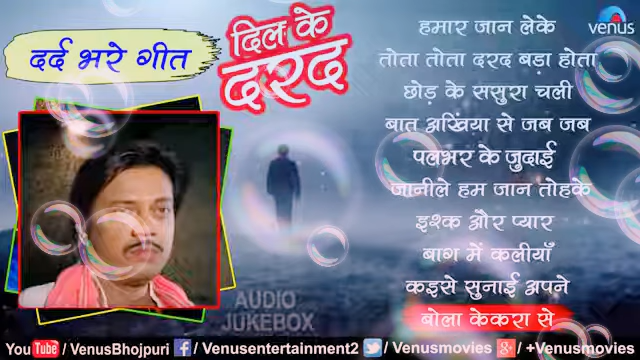 दर्द भरे गीत
दिल के
दरद
venus
हमार जान लेके
तोता तोता दरद बड़ा होता
छोड़ के ससुरा चली
बात अखिंया से जब जब
पलभर के जुदाई
जानीले हम जान तोहके
इश्क और प्यार
बाग में कलीयाँ
कइसे सुनाई अपने
बोला केकरा से
AUDIO
JUKEBOX
YouTube / VenusBhojpuri / Venusentertainment2 / Venusmovies / +Venusmovies